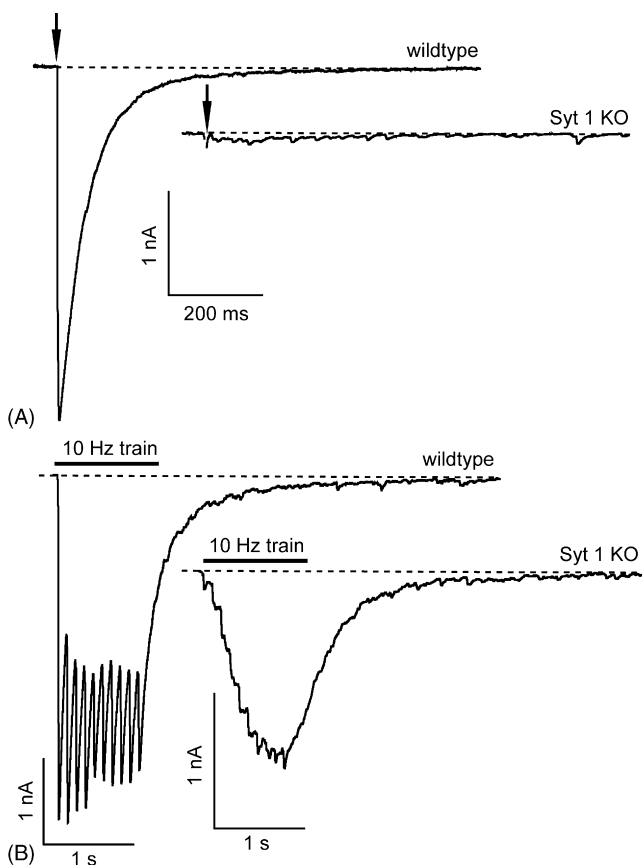 wildtype
Syt 1 KO
1 nA
200 ms
(A)
10 Hz train
wildtype
10 Hz train
Syt 1 KO
1 nA
1 nA
1 s
1 s
(B)